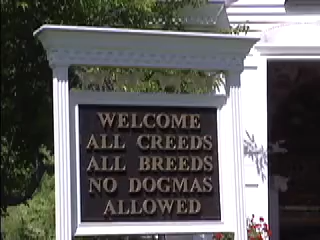 WELCOME
ALL CREEDS
ALL BREEDS
NO DOGMAS
ALLOWED